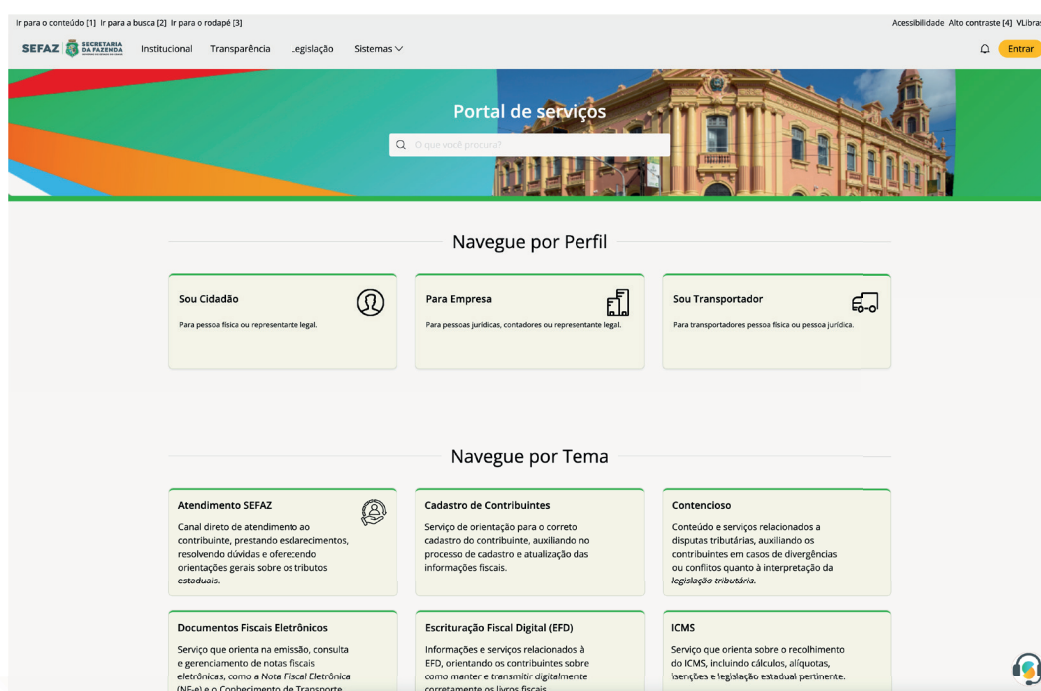 Ir para o conteúdo [1] Ir para a busca [2] Ir para o rodapé [3]
Acessibilidade Alto contraste [4] VLibras
SEFAZ SECRETARIA DA FAZENDA
Institucional Transparência .egislação Sistemas
Entrar
Portal de serviços
O que você procura?
Navegue por Perfil
Sou Cidadão
Para pessoa física ou representante legal.
Para Empresa
Para pessoas jurídicas, contadores ou representante legal.
Sou Transportador
Para transportadores pessoa física ou pessoa jurídica.
Navegue por Tema
Atendimento SEFAZ
Canal direto de atendimento ao
contribuinte, prestando esdarecimentos,
resolvendo dúvidas e oferecendo
orientações gerais sobre os tributos
estaduais.
Cadastro de Contribuintes
Serviço de orientação para o correto
cadastro do contribuinte, auxiliando no
processo de cadastro e atualização das
informações fiscais.
Contencioso
Conteúdo e serviços relacionados a
disputas tributárias, auxiliando os
contribuintes em casos de divergências
ou conflitos quanto à interpretação da
legislação tributária.
Documentos Fiscais Eletrônicos
Serviço que orienta na emissão, consulta
e gerenciamento de notas fiscais
eletrônicas, como a Nota Fiscal Eletrônica
(NF-e) e o Conhecimento de Transporte
Escrituração Fiscal Digital (EFD)
Informações e serviços relacionados à
EFD, orientando os contribuintes sobre
como manter e transmitir digitalmente
corretamente os livros fiscais
ICMS
Serviço que orienta sobre o recolhimento
do ICMS, incluindo cálculos, alíquotas,
isenções e legislação estadual pertinente.